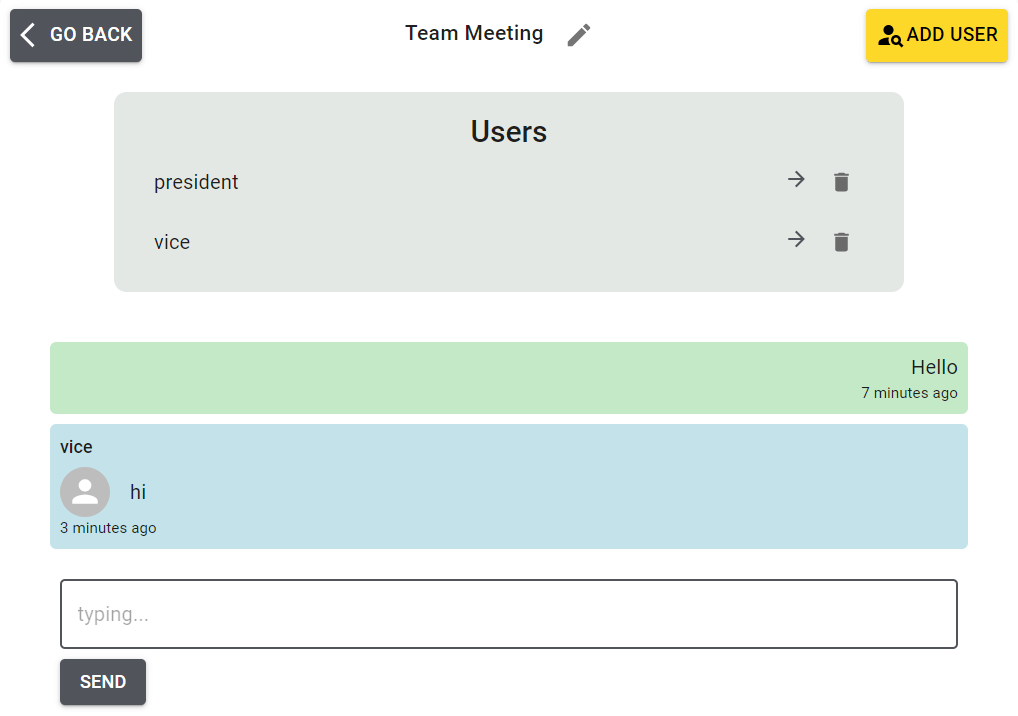 GO BACK
Team Meeting
ADD USER
Users
president
vice
Hello
7 minutes ago
vice
hi
3 minutes ago
typing...
SEND